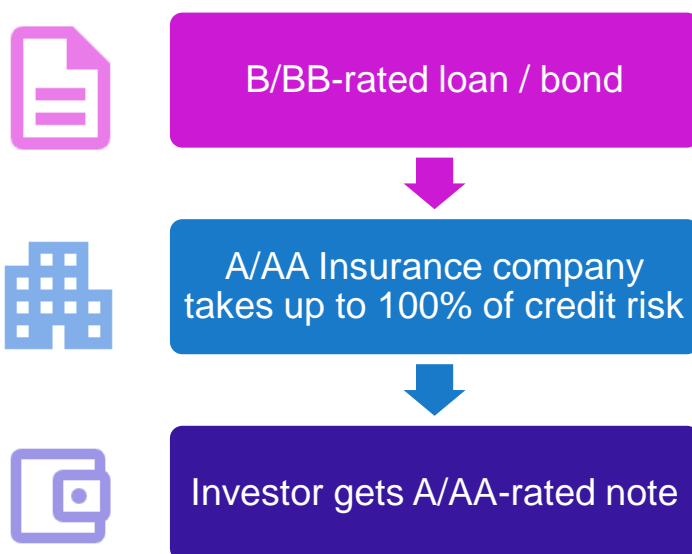 B/BB-rated loan / bond
A/AA Insurance company
takes up to 100% of credit risk
Investor gets A/AA-rated note